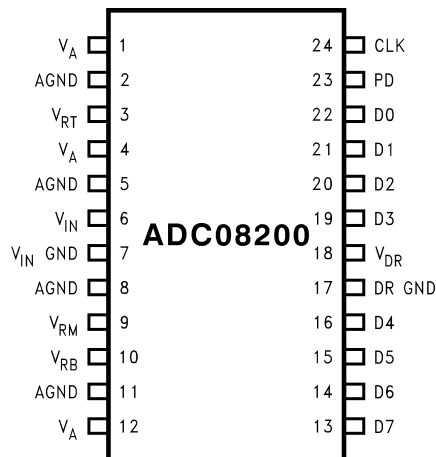 V_A 1 24 CLK
AGND 2 23 PD
V_RT 3 22 D0
V_A 4 21 D1
AGND 5 20 D2
V_IN 6 19 D3
ADC08200
V_IN GND 7 18 V_DR
AGND 8 17 DR GND
V_RM 9 16 D4
V_RB 10 15 D5
AGND 11 14 D6
V_A 12 13 D7